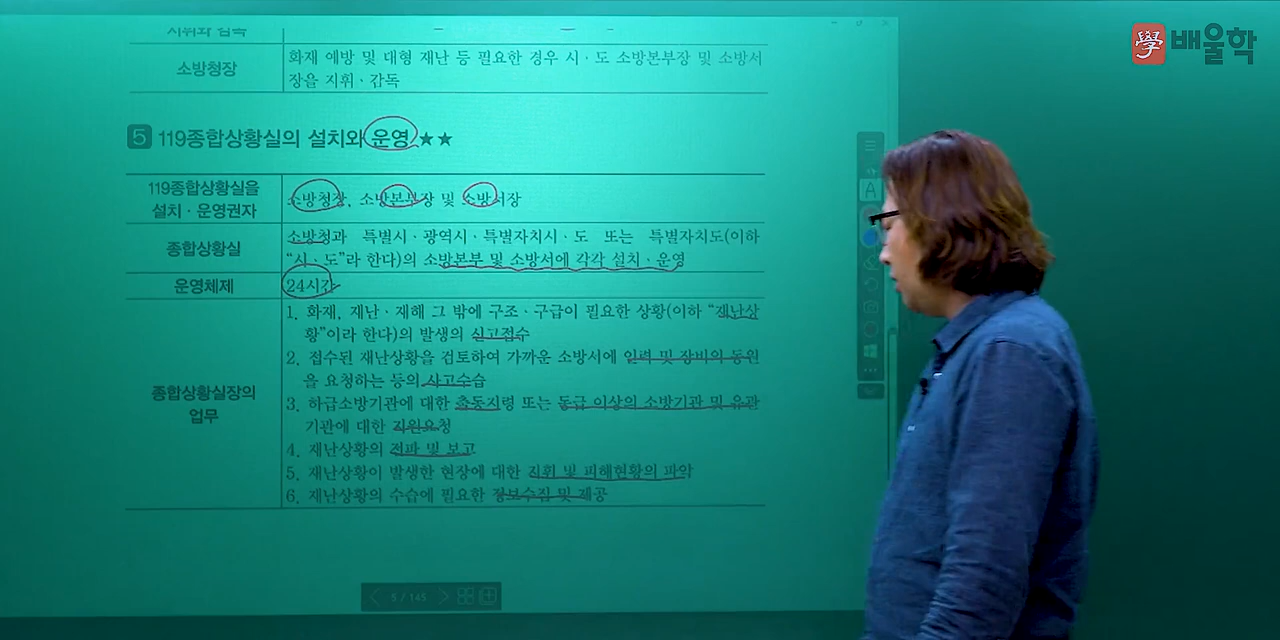 지휘와 감독
소방청장
화재 예방 및 대형 재난 등 필요한 경우 시 · 도 소방본부장 및 소방서
장을 지휘 · 감독
學 배울학
5 119종합상황실의 설치와 운영 ★★
119종합상황실을
설치 · 운영권자
소방청장, 소방본부장 및 소방서장
종합상황실
소방청과 특별시 · 광역시 · 특별자치시 · 도 또는 특별자치도(이하
“시 · 도”라 한다)의 소방본부 및 소방서에 각각 설치 · 운영
운영체제
24시간
종합상황실장의
업무
1. 화재, 재난 · 재해 그 밖에 구조 · 구급이 필요한 상황(이하 “재난상
황”이라 한다)의 발생의 신고접수
2. 접수된 재난상황을 검토하여 가까운 소방서에 인력 및 장비의 동원
을 요청하는 등의 사고수습
3. 하급소방기관에 대한 출동지령 또는 동급 이상의 소방기관 및 유관
기관에 대한 지원요청
4. 재난상황의 전파 및 보고
5. 재난상황이 발생한 현장에 대한 지휘 및 피해현황의 파악
6. 재난상황의 수습에 필요한 정보수집 및 제공
A
5 / 145